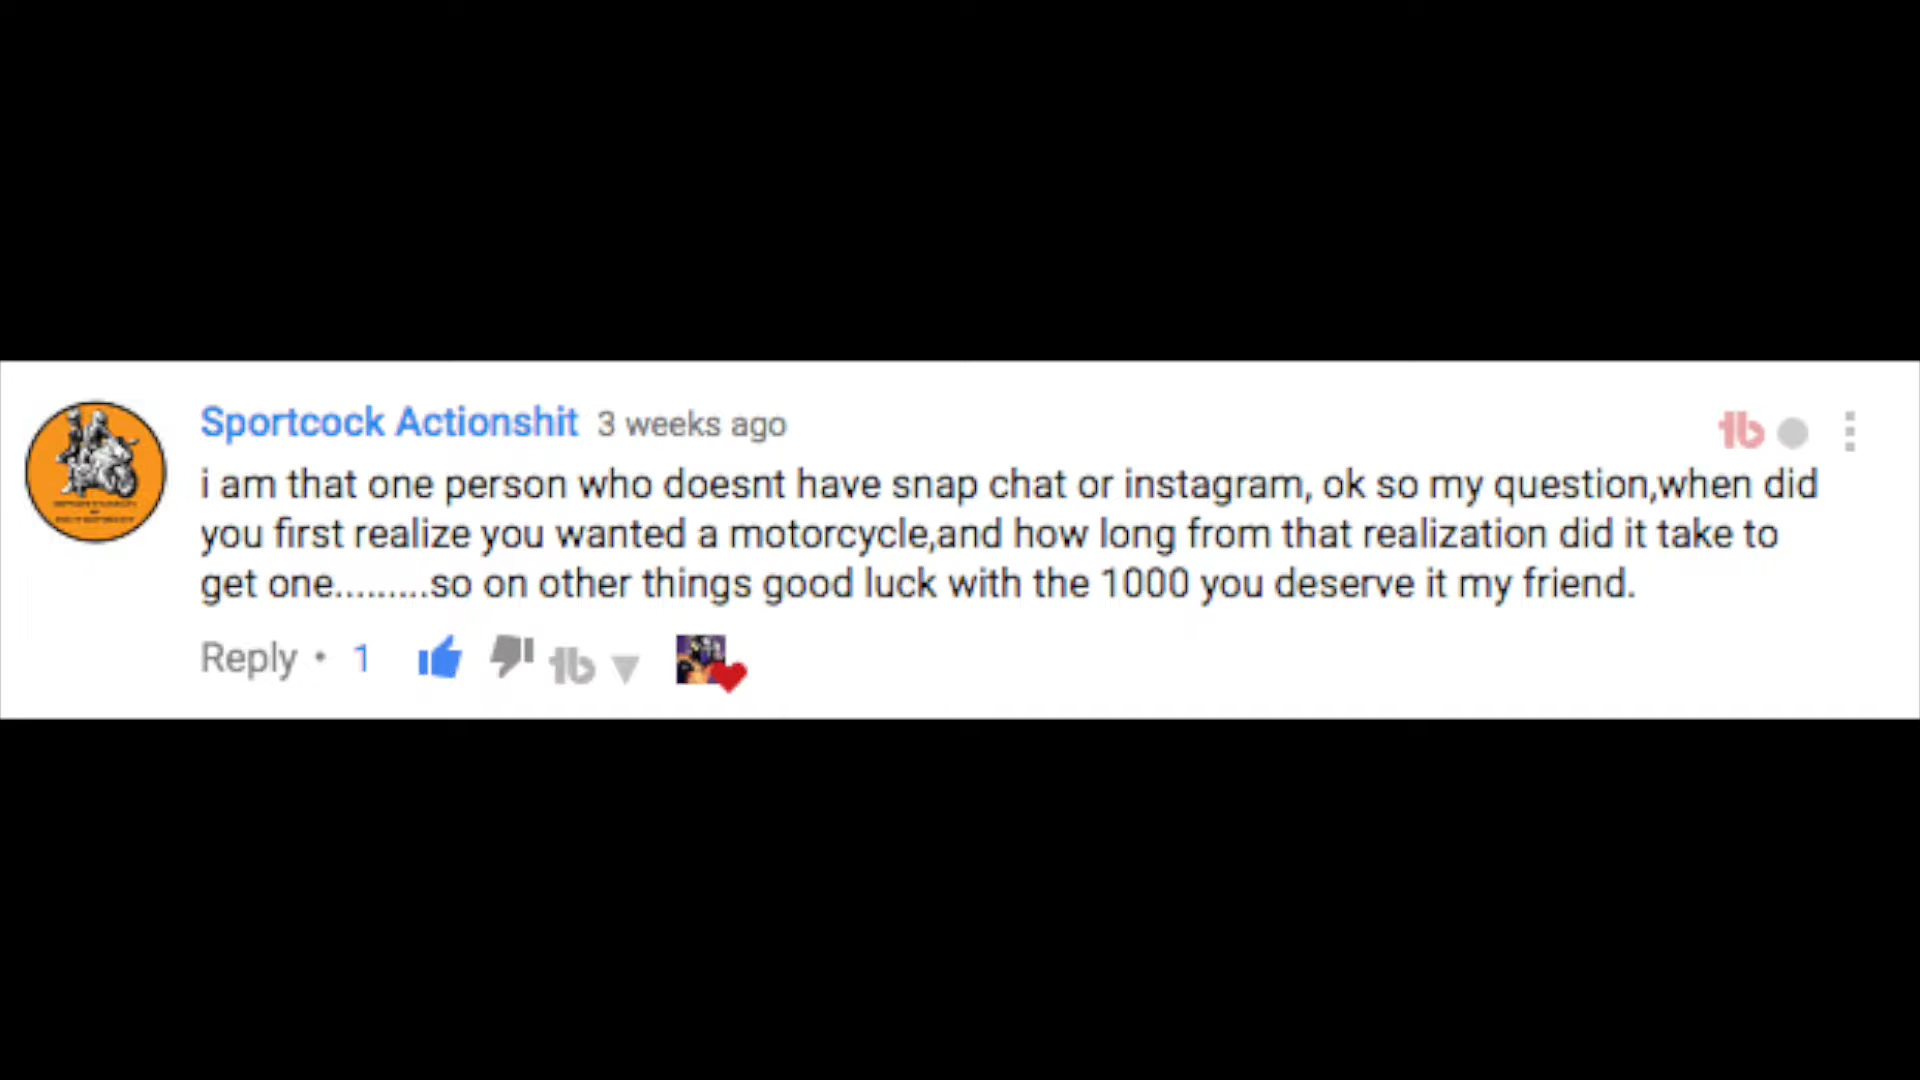 Sportcock Actionshit 3 weeks ago
i am that one person who doesnt have snap chat or instagram, ok so my question,when did
you first realize you wanted a motorcycle,and how long from that realization did it take to
get one.........so on other things good luck with the 1000 you deserve it my friend.
Reply • 1